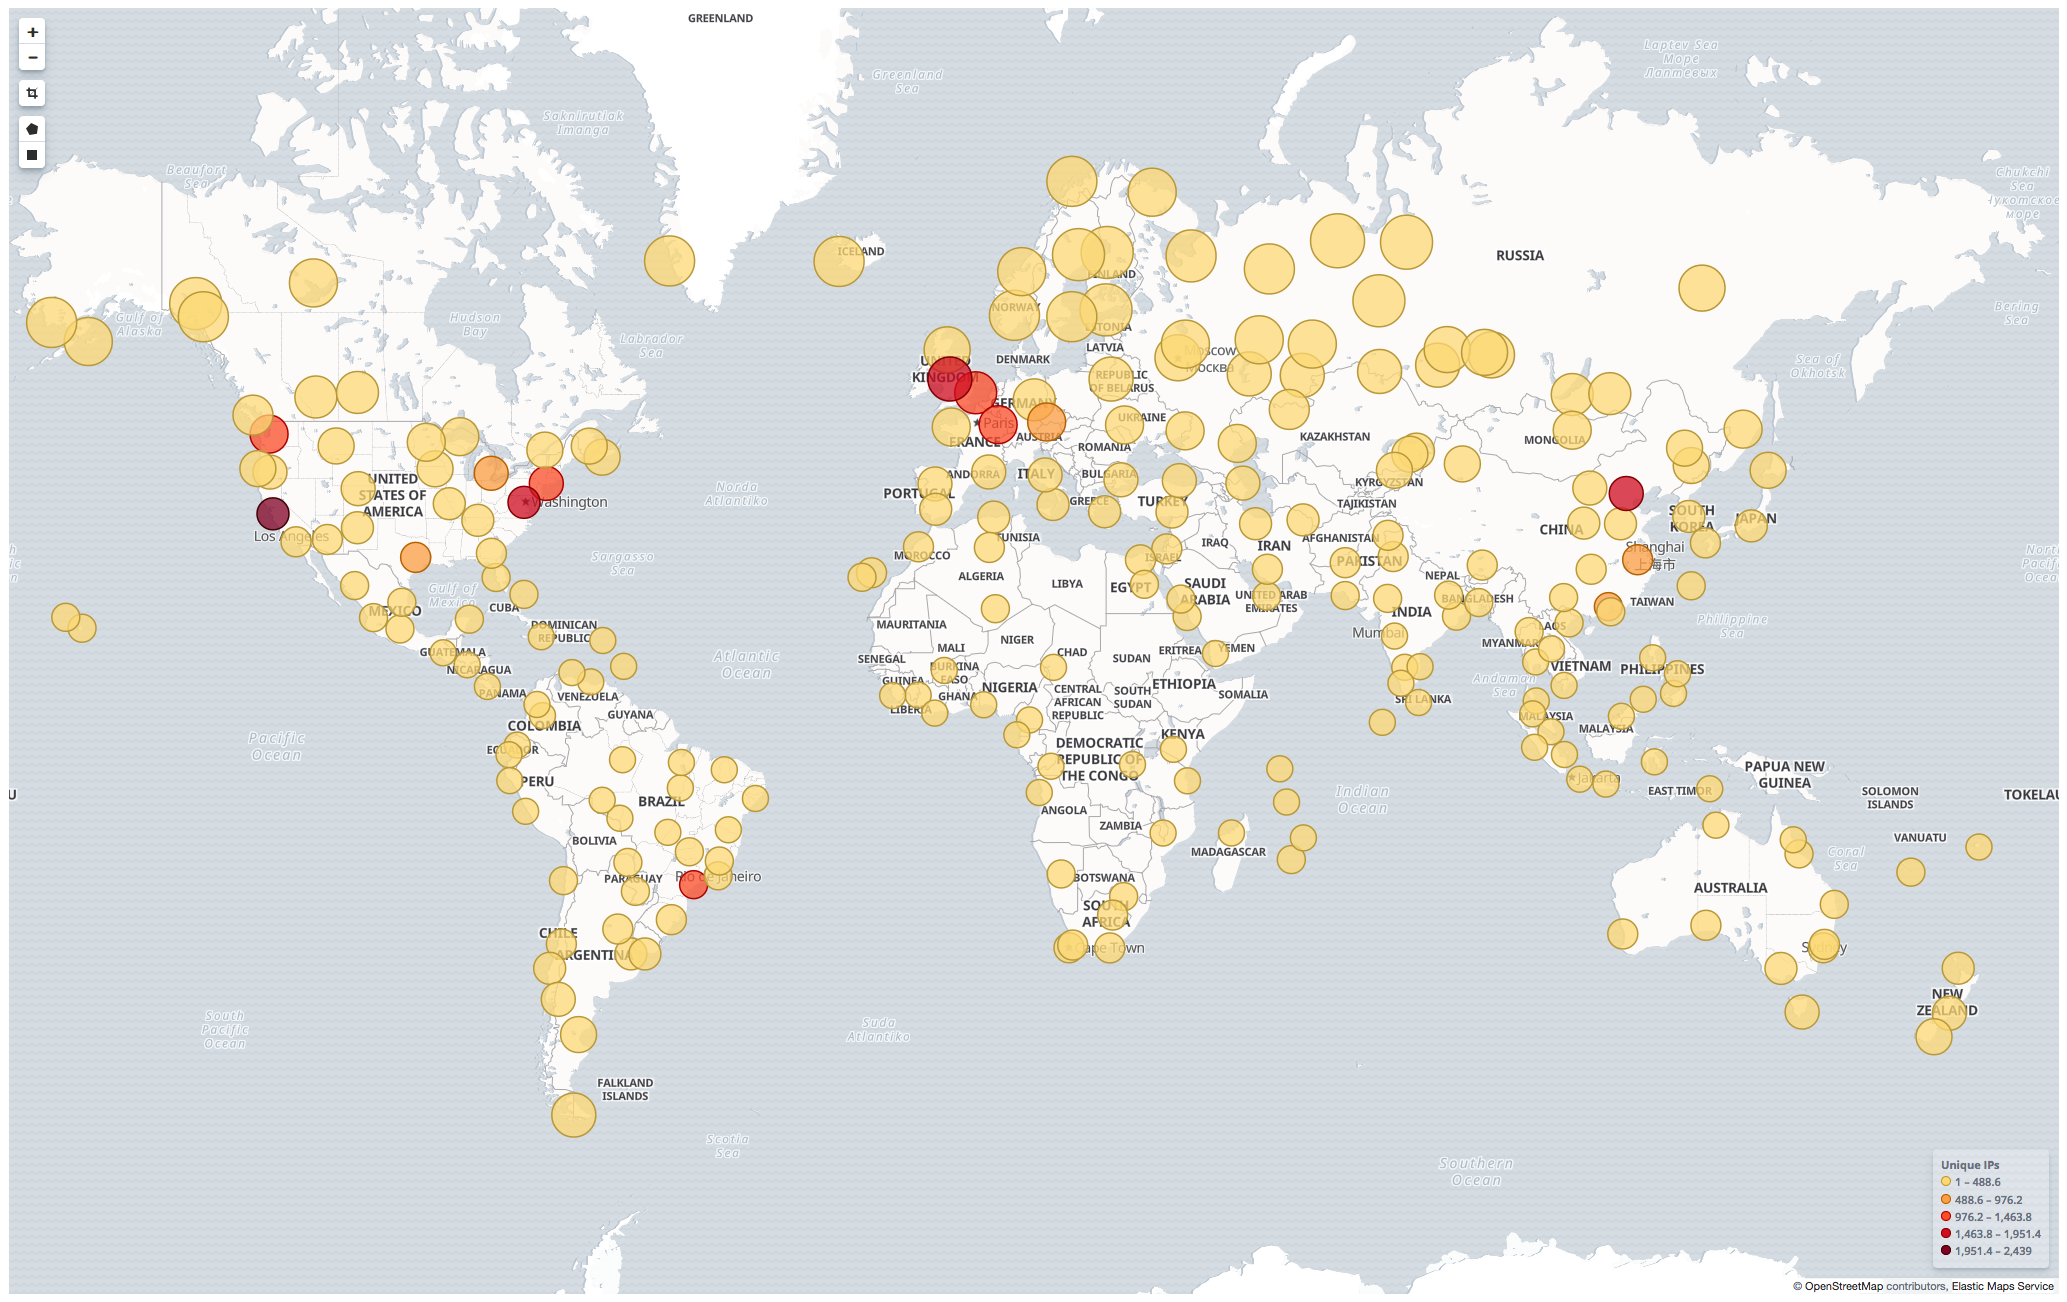 GREENLAND
Greenland
Sea
Laptev Sea
Море
Лаптевых
Saknirutiak
Imanga
Beaufort
Sea
Chukchi
Sea
Чукотское
море
ICELAND
RUSSIA
FINLAND
NORWAY
ESTONIA
Gulf of
Alaska
Hudson
Bay
Labrador
Sea
Bering
Sea
Sea of
Okhotsk
LATVIA
DENMARK
MOSCOW
МОСКВА
UNITED
KINGDOM
REPUBLIC
OF BELARUS
GERMANY
Paris
UKRAINE
AUSTRIA
FRANCE
ROMANIA
KAZAKHSTAN
MONGOLIA
ANDORRA
ITALY
BULGARIA
KYRGYZSTAN
UNITED
STATES OF
AMERICA
Washington
Norda
Atlantiko
PORTUGAL
GREECE
TURKEY
TAJIKISTAN
SOUTH
KOREA
JAPAN
CHINA
Los Angeles
TUNISIA
MOROCCO
ISRAEL
IRAQ
IRAN
AFGHANISTAN
PAKISTAN
Shanghai
上海市
Sargasso
Sea
ALGERIA
LIBYA
EGYPT
SAUDI
ARABIA
UNITED ARAB
EMIRATES
NEPAL
BANGLADESH
INDIA
TAIWAN
Gulf of
Mexico
MEXICO
CUBA
DOMINICAN
REPUBLIC
MAURITANIA
NIGER
MALI
Mumbai
MYANMAR
LAOS
Philippine
Sea
GUATEMALA
NICARAGUA
Atlantic
Ocean
SENEGAL
BURKINA
FASO
CHAD
SUDAN
ERITREA
YEMEN
VIETNAM
PHILIPPINES
Andaman
Sea
PANAMA
VENEZUELA
GUINEA
GHANA
NIGERIA
CENTRAL
AFRICAN
REPUBLIC
SOUTH
SUDAN
ETHIOPIA
SOMALIA
SRI LANKA
GUYANA
COLOMBIA
LIBERIA
MALAYSIA
MALAYSIA
Pacific
Ocean
ECUADOR
KENYA
DEMOCRATIC
REPUBLIC OF
THE CONGO
Jakarta
PERU
PAPUA NEW
GUINEA
BRAZIL
Indian
Ocean
EAST TIMOR
SOLOMON
ISLANDS
TOKELAU
ANGOLA
ZAMBIA
BOLIVIA
MADAGASCAR
VANUATU
Coral
Sea
PARAGUAY
Rio de Janeiro
BOTSWANA
AUSTRALIA
SOUTH
AFRICA
CHILE
ARGENTINA
Cape Town
Sydney
NEW
ZEALAND
South
Pacific
Ocean
Suda
Atlantiko
FALKLAND
ISLANDS
Scotia
Sea
Southern
Ocean
Unique IPs
1 – 488.6
488.6 – 976.2
976.2 – 1,463.8
1,463.8 – 1,951.4
1,951.4 – 2,439
© OpenStreetMap contributors, Elastic Maps Service